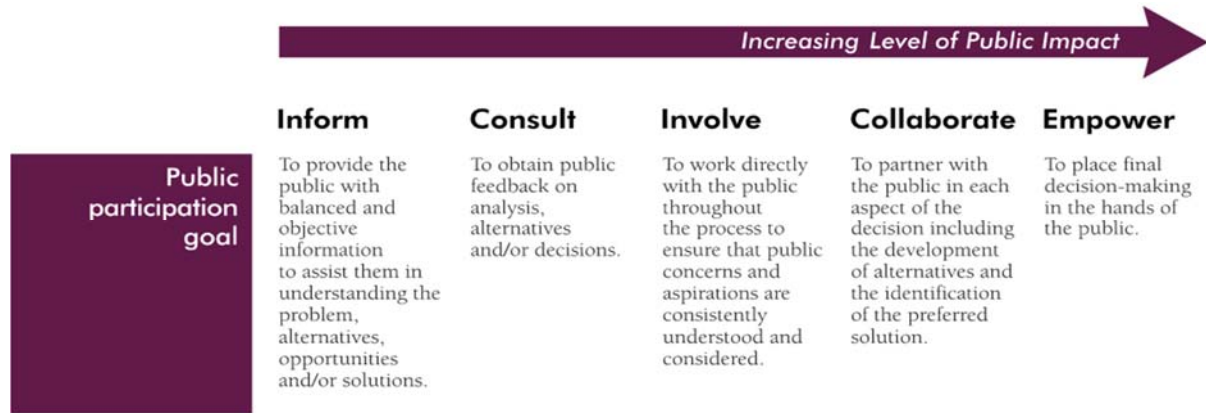 Increasing Level of Public Impact
Inform
Consult
Involve
Collaborate
Empower
Public
participation
goal
To provide the
public with
balanced and
objective
information
to assist them in
understanding the
problem,
alternatives,
opportunities
and/or solutions.
To obtain public
feedback on
analysis,
alternatives
and/or decisions.
To work directly
with the public
throughout
the process to
ensure that public
concerns and
aspirations are
consistently
understood and
considered.
To partner with
the public in each
aspect of the
decision including
the development
of alternatives and
the identification
of the preferred
solution.
To place final
decision-making
in the hands of
the public.